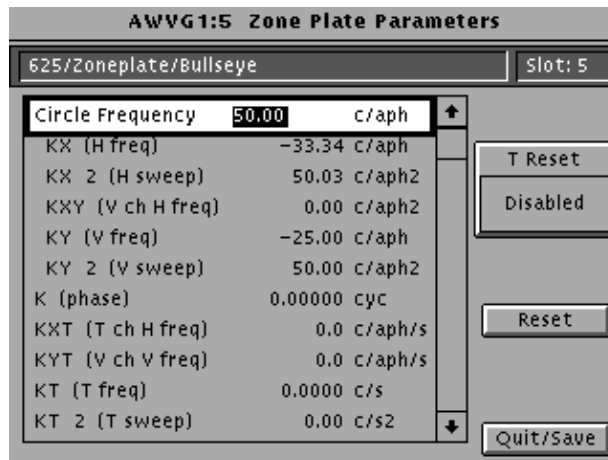 AWVG1:5 Zone Plate Parameters
625/Zoneplate/Bullseye
Slot: 5
Circle Frequency 50.00 c/aph
KX (H freq) -33.34 c/aph
KX 2 (H sweep) 50.03 c/aph2
KXY (V ch H freq) 0.00 c/aph2
KY (V freq) -25.00 c/aph
KY 2 (V sweep) 50.00 c/aph2
K (phase) 0.00000 cyc
KXT (T ch H freq) 0.0 c/aph/s
KYT (V ch V freq) 0.0 c/aph/s
KT (T freq) 0.0000 c/s
KT 2 (T sweep) 0.00 c/s2
T Reset
Disabled
Reset
Quit/Save